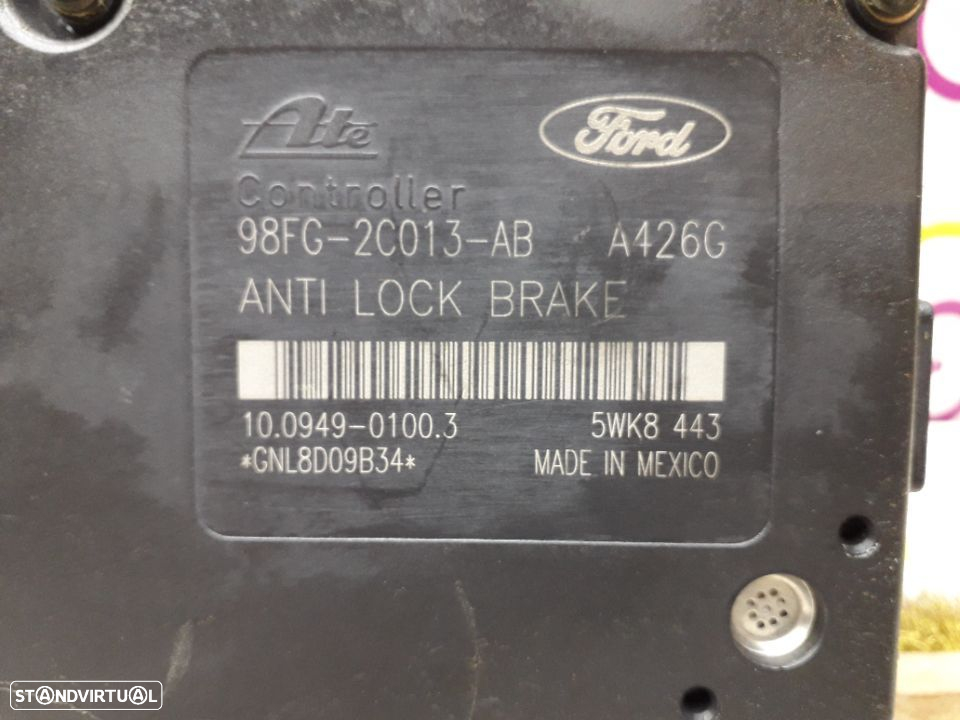 Ate
Ford
Controller
98FG-2C013-AB A426G
ANTI LOCK BRAKE
10.0949-0100.3 5WK8 443
*GNL8D09B34* MADE IN MEXICO
STANDVIRTUAL